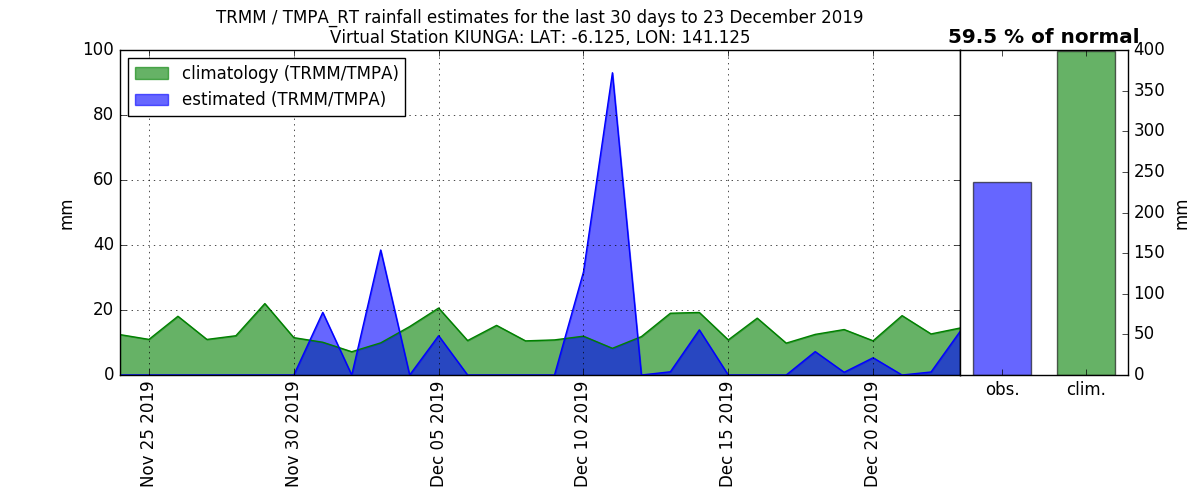 TRMM / TMPA_RT rainfall estimates for the last 30 days to 23 December 2019
Virtual Station KIUNGA: LAT: -6.125, LON: 141.125
59.5 % of normal
climatology (TRMM/TMPA)
estimated (TRMM/TMPA)
100
80
60
40
20
0
mm
Nov 25 2019
Nov 30 2019
Dec 05 2019
Dec 10 2019
Dec 15 2019
Dec 20 2019
400
350
300
250
200
150
100
50
0
mm
obs.
clim.